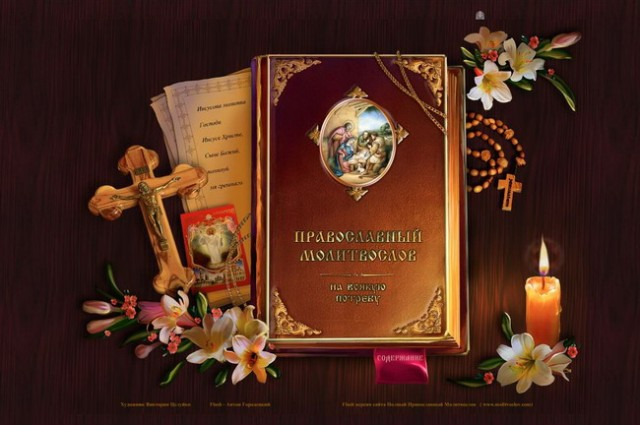 Иисусова молитва
Господи
Иисусе Христе,
Сыне Божий,
помилуй
мя грешнаго
ПРАВОСЛАВНЫЙ
МОЛИТВОСЛОВ
НА ВСЯКУЮ
ПОТРЕБУ
СОДЕРЖАНИЕ